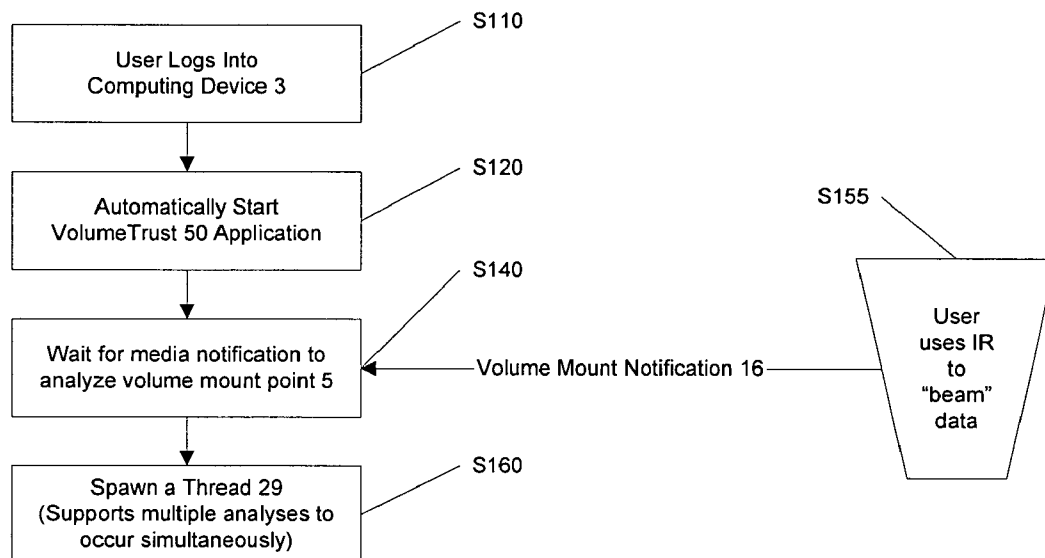 S110
User Logs Into
Computing Device 3
S120
Automatically Start
VolumeTrust 50 Application
S155
S140
Wait for media notification to
analyze volume mount point 5
Volume Mount Notification 16
User
uses IR
to
“beam”
data
S160
Spawn a Thread 29
(Supports multiple analyses to
occur simultaneously)